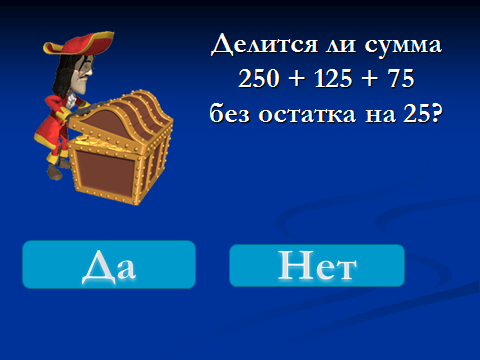 Делится ли сумма
250 + 125 + 75
без остатка на 25?
Да
Нет